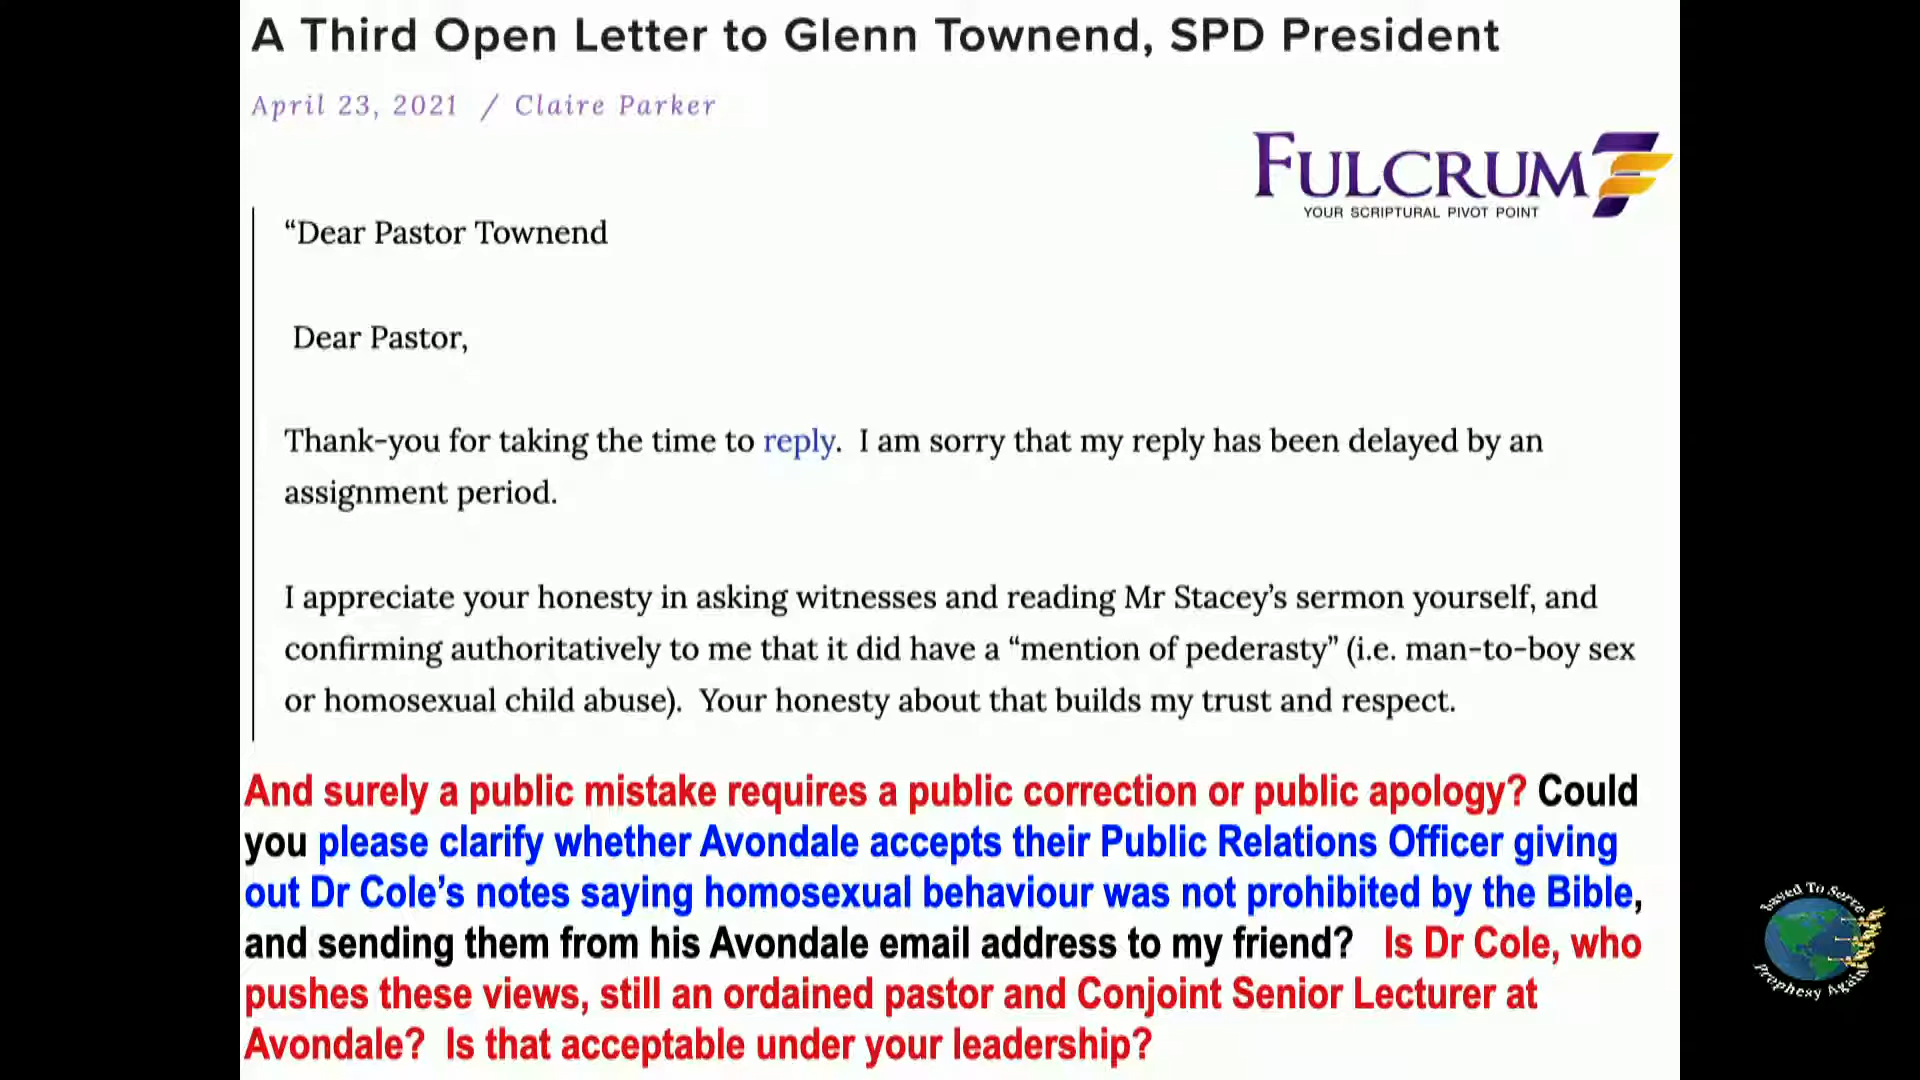 A Third Open Letter to Glenn Townend, SPD President
April 23, 2021 / Claire Parker
FULCRUM7
YOUR SCRIPTURAL PIVOT POINT
“Dear Pastor Townend
Dear Pastor,
Thank-you for taking the time to reply. I am sorry that my reply has been delayed by an
assignment period.
I appreciate your honesty in asking witnesses and reading Mr Stacey’s sermon yourself, and
confirming authoritatively to me that it did have a “mention of pederasty” (i.e. man-to-boy sex
or homosexual child abuse). Your honesty about that builds my trust and respect.
And surely a public mistake requires a public correction or public apology? Could
you please clarify whether Avondale accepts their Public Relations Officer giving
out Dr Cole’s notes saying homosexual behaviour was not prohibited by the Bible,
and sending them from his Avondale email address to my friend? Is Dr Cole, who
pushes these views, still an ordained pastor and Conjoint Senior Lecturer at
Avondale? Is that acceptable under your leadership?
To Serve
Prophesy Again